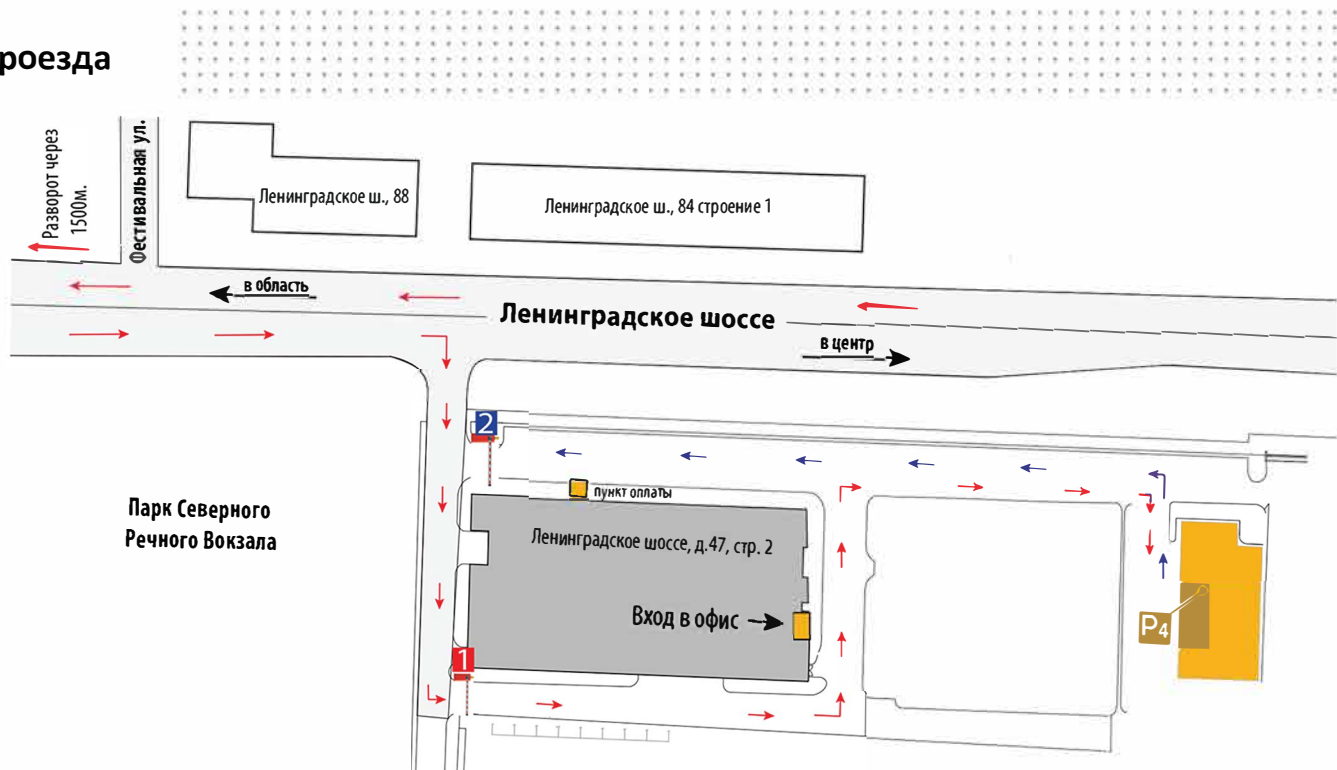 роезда
Разворот через
1500м.
Фестивальная ул.
Ленинградское ш., 88
Ленинградское ш., 84 строение 1
в область
Ленинградское шоссе
в центр
2
пункт оплаты
Парк Северного
Речного Вокзала
Ленинградское шоссе, д.47, стр. 2
Вход в офис
P4
1